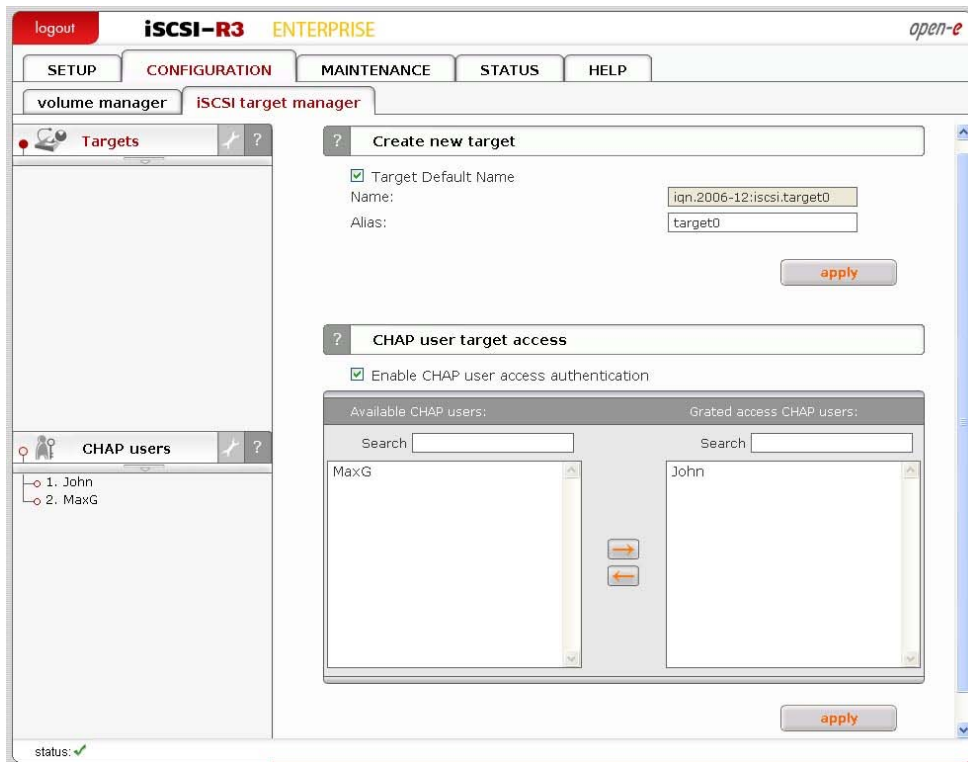 logout
iSCSI-R3 ENTERPRISE
open-e
SETUP CONFIGURATION MAINTENANCE STATUS HELP
volume manager iSCSI target manager
Targets ?
? Create new target
Target Default Name
Name: iqn.2006-12:iscsi.target0
Alias: target0
apply
? CHAP user target access
Enable CHAP user access authentication
Available CHAP users: Grated access CHAP users:
Search Search
MaxG John
CHAP users ?
1. John
2. MaxG
apply
status: